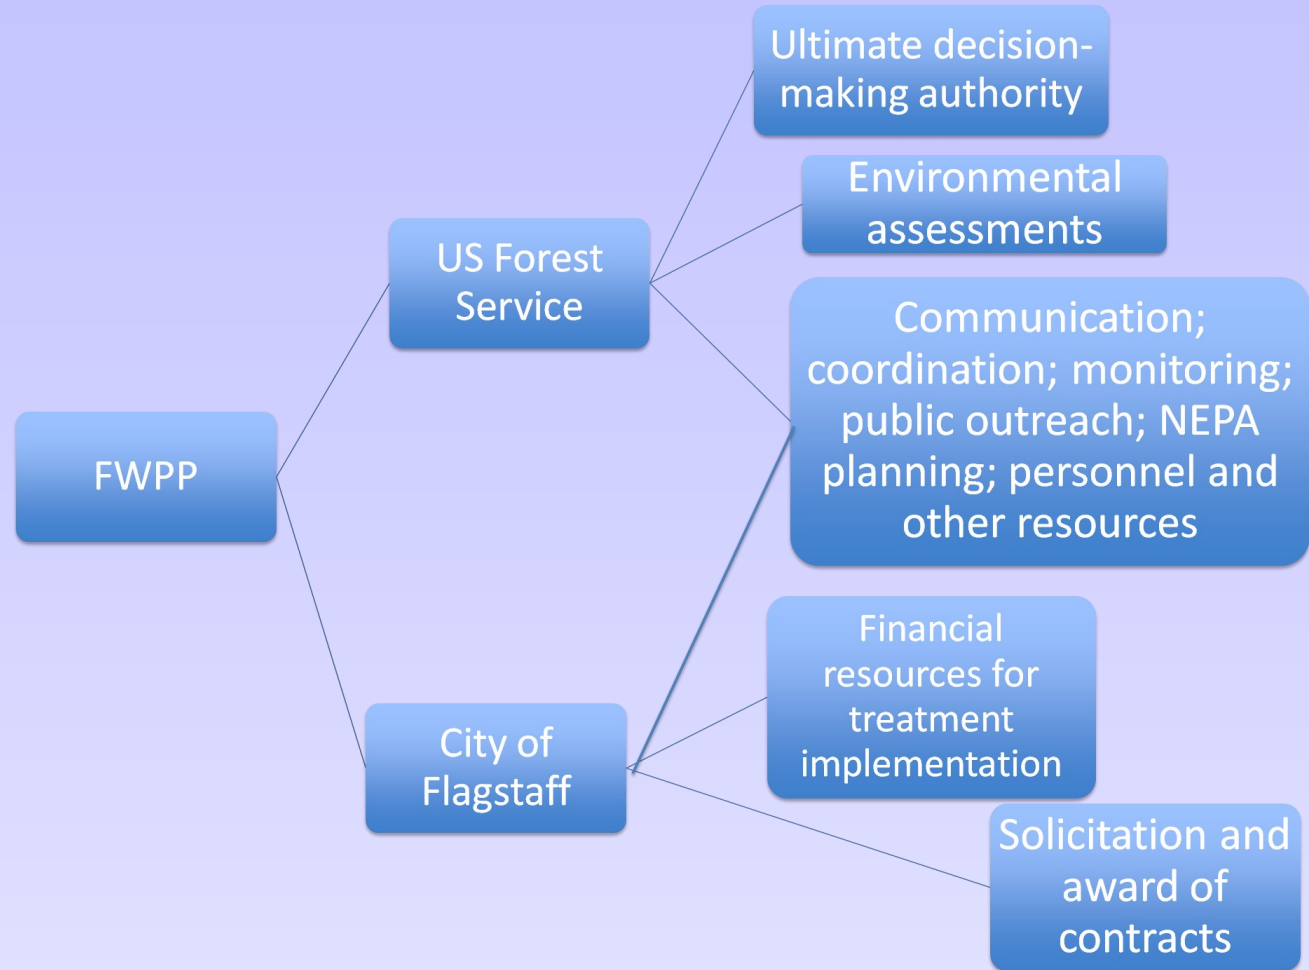 Ultimate decision-
making authority
Environmental
assessments
US Forest
Service
Communication;
coordination; monitoring;
public outreach; NEPA
planning; personnel and
other resources
FWPP
Financial
resources for
treatment
implementation
City of
Flagstaff
Solicitation and
award of
contracts